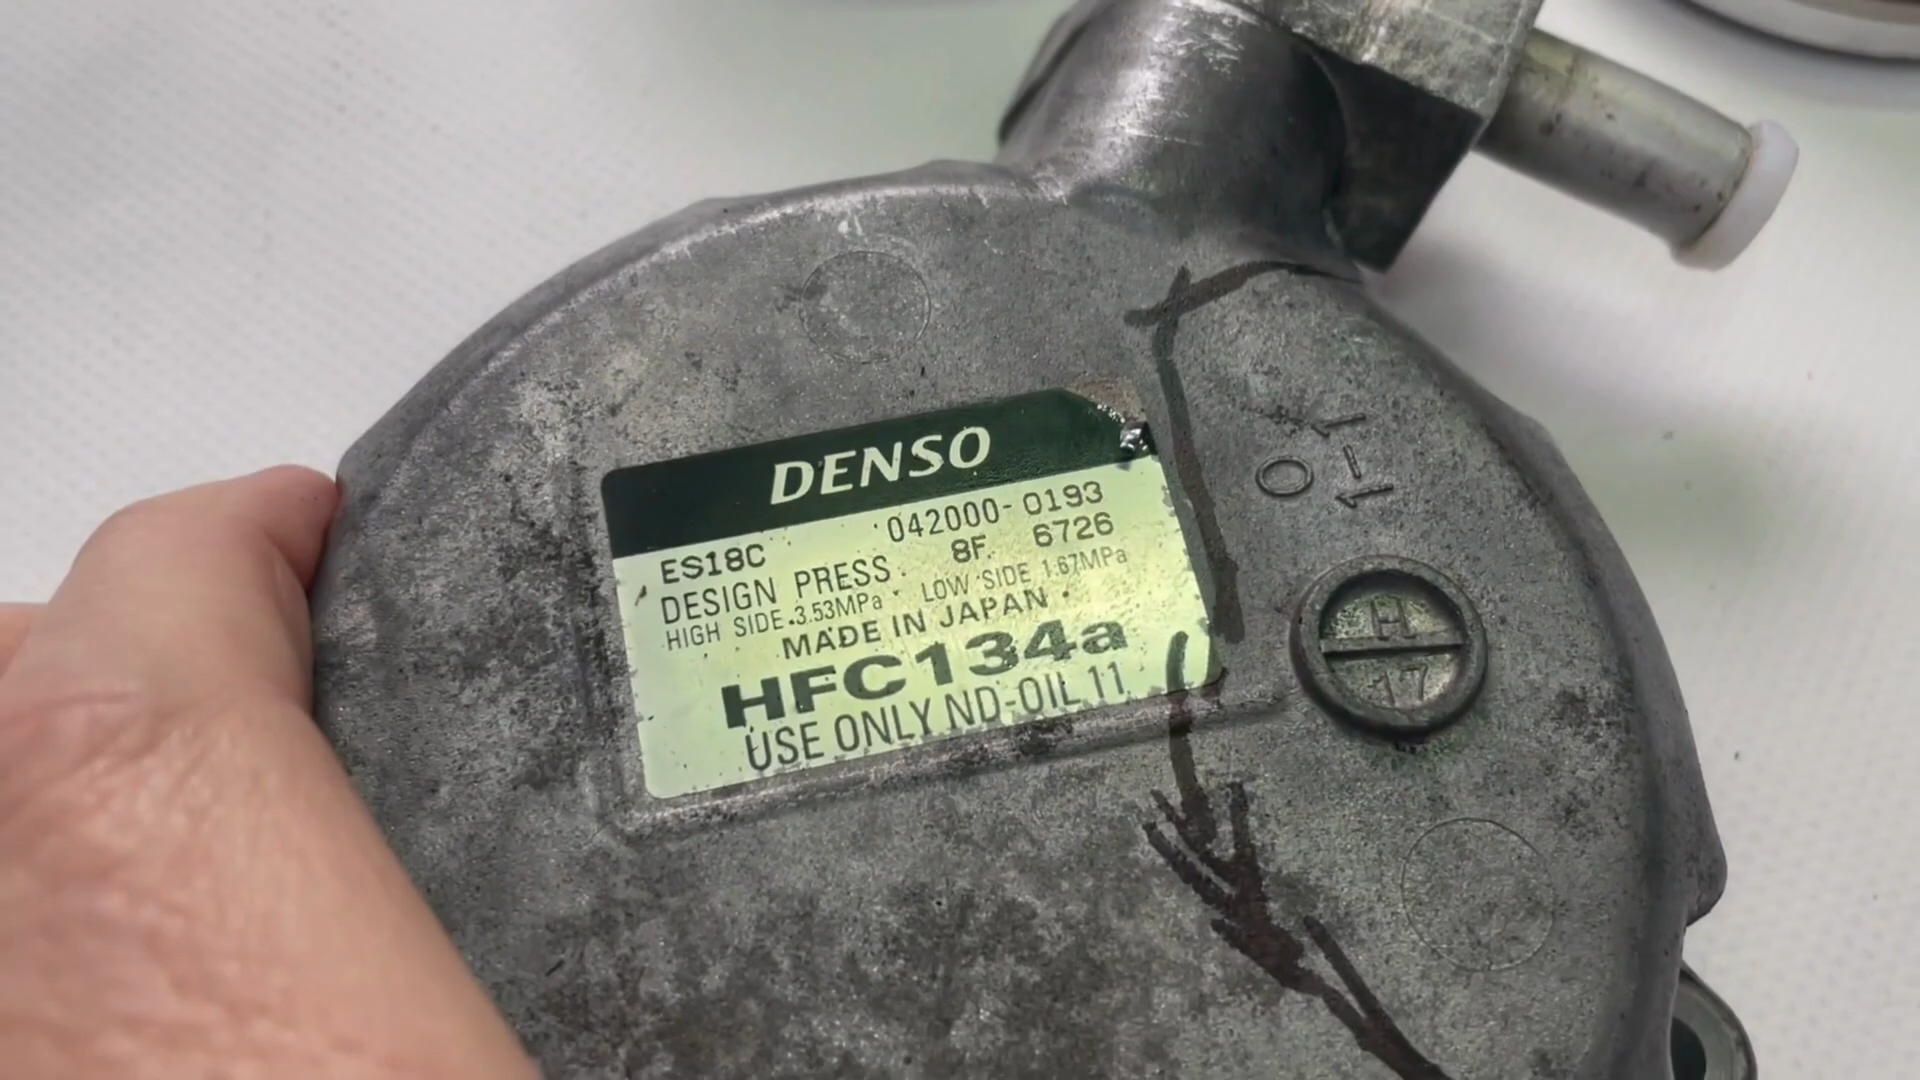 DENSO
042000-0193
ES18C 8F 6726
DESIGN PRESS.
HIGH SIDE 3.53MPa LOW SIDE 1.67MPa
MADE IN JAPAN
HFC134a
USE ONLY ND-OIL 11
0
1-1
H
17